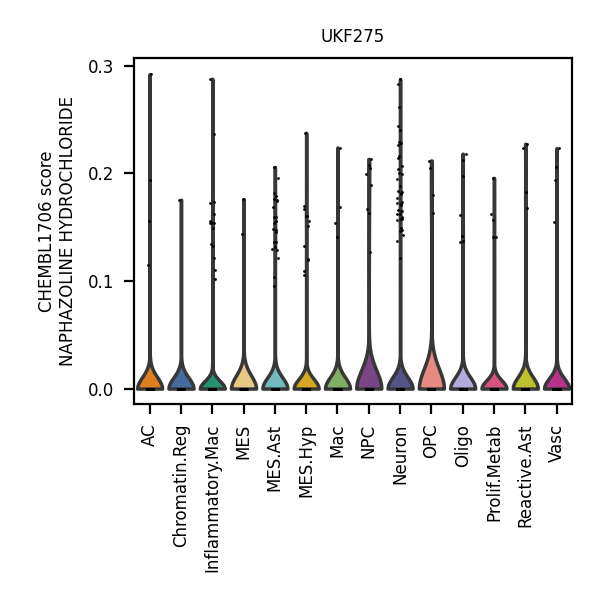 UKF275
CHEMBL1706 score
NAPHAZOLINE HYDROCHLORIDE
0.3
0.2
0.1
0.0
AC
Chromatin.Reg
Inflammatory.Mac
MES
MES.Ast
MES.Hyp
Mac
NPC
Neuron
OPC
Oligo
Prolif.Metab
Reactive.Ast
Vasc